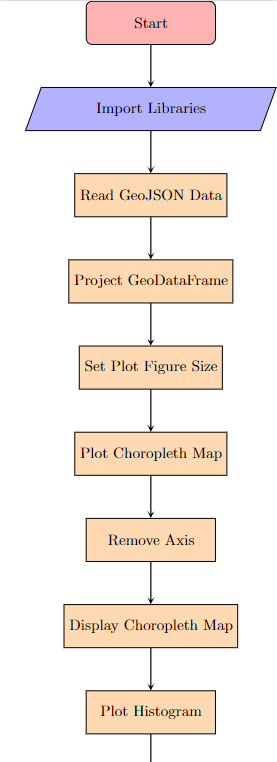 Start
Import Libraries
Read GeoJSON Data
Project GeoDataFrame
Set Plot Figure Size
Plot Choropleth Map
Remove Axis
Display Choropleth Map
Plot Histogram